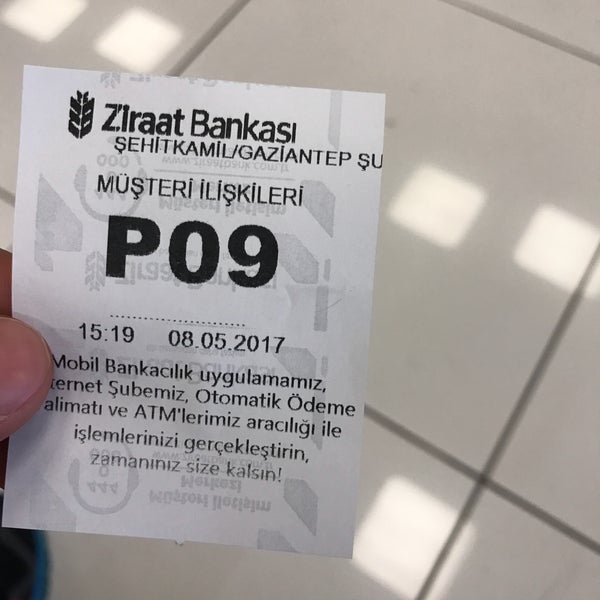 Ziraat Bankası
ŞEHİTKAMİL/GAZİANTEP ŞU
MÜŞTERİ İLİŞKİLERİ
P09
15:19 08.05.2017
Mobil Bankacılık uygulamamız,
ternet Şubemiz, Otomatik Ödeme
alimatı ve ATM'lerimiz aracılığı ile
işlemlerinizi gerçekleştirin,
zamanınız size kalsın!